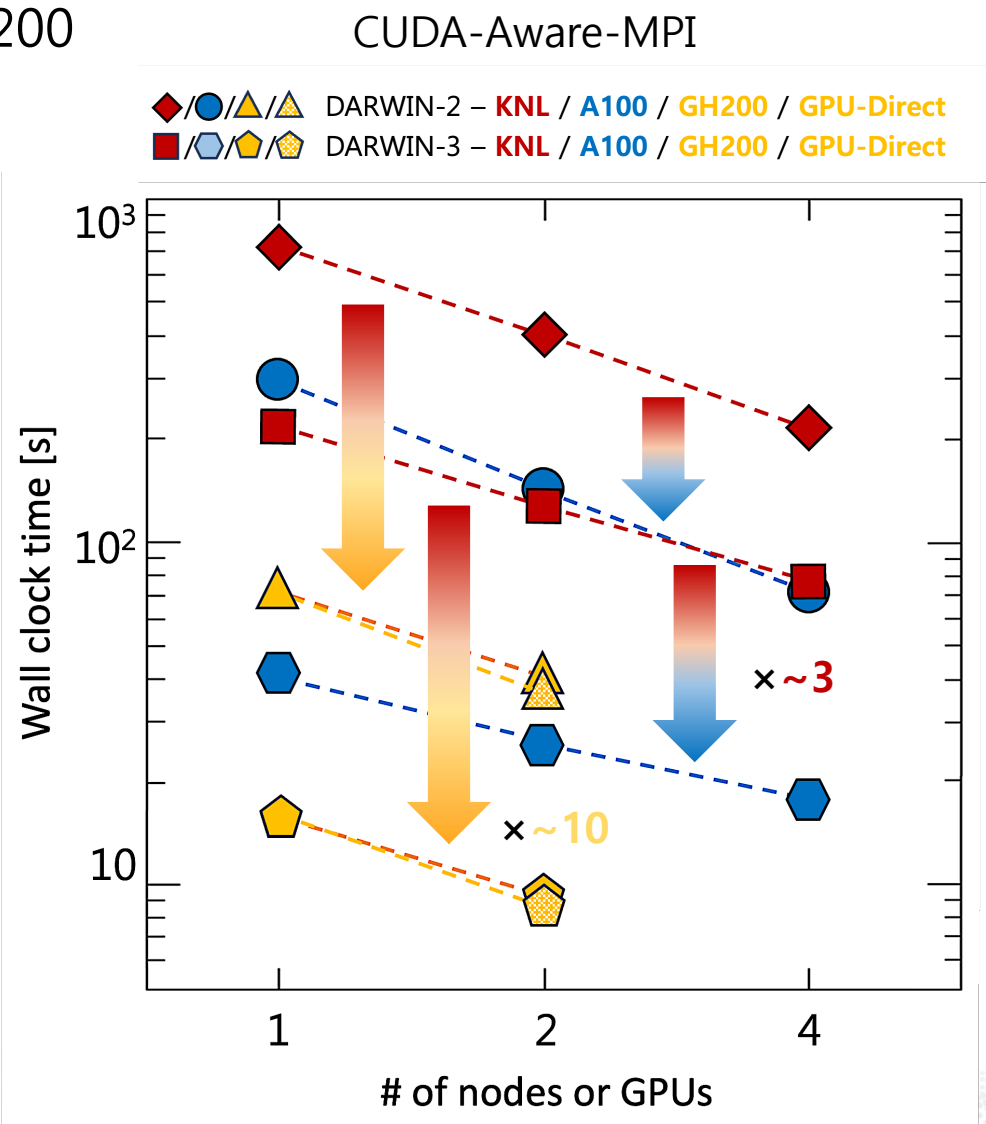 200
CUDA-Aware-MPI
/ / / DARWIN-2 – KNL / A100 / GH200 / GPU-Direct
/ / / DARWIN-3 – KNL / A100 / GH200 / GPU-Direct
10³
10²
10
Wall clock time [s]
× ~3
× ~10
1 2 4
# of nodes or GPUs